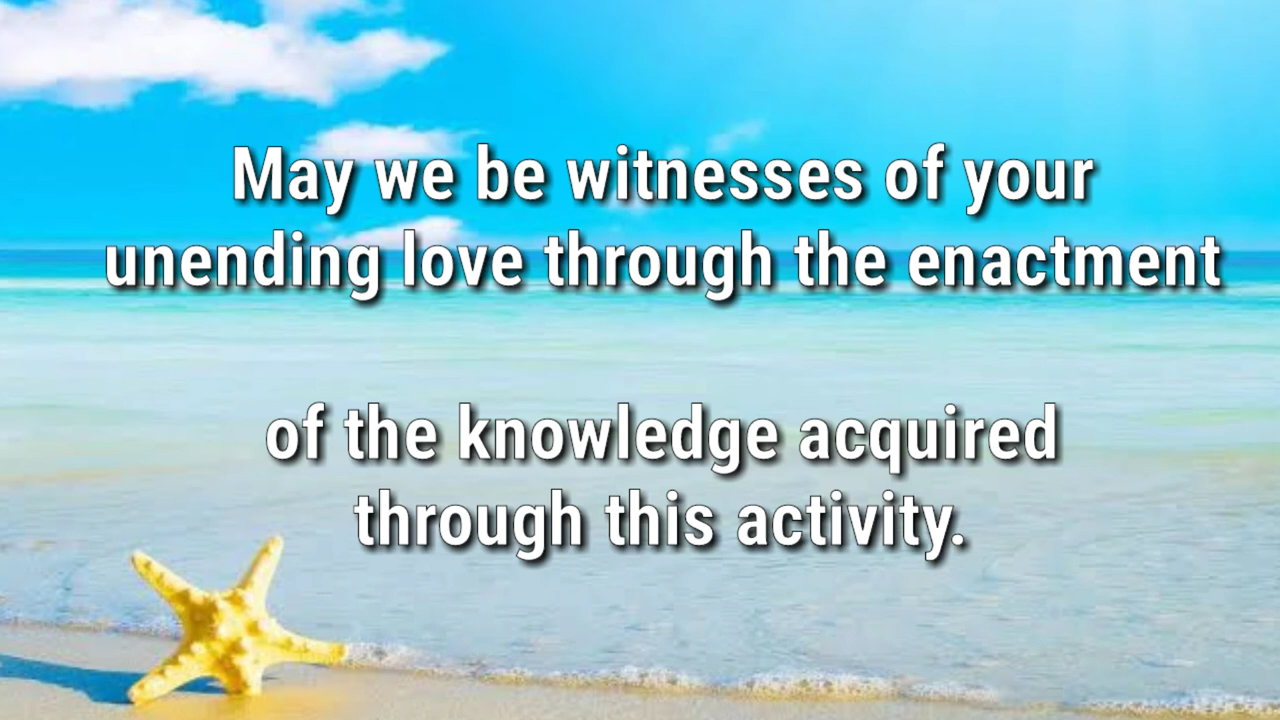 May we be witnesses of your
unending love through the enactment
of the knowledge acquired
through this activity.